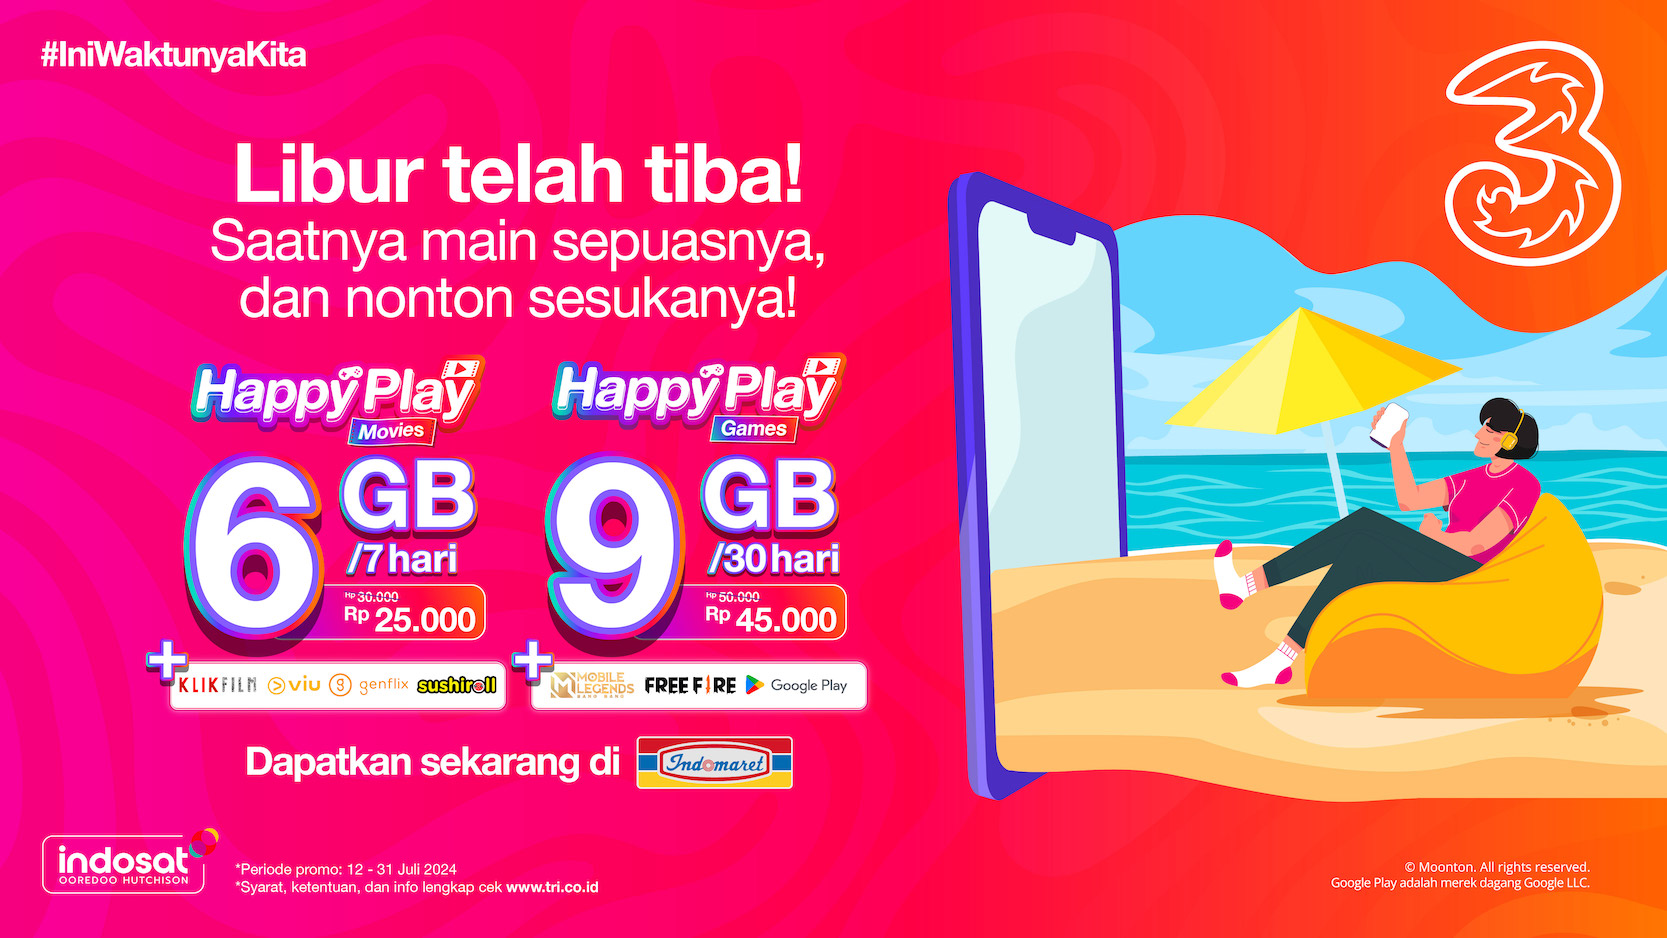 #IniWaktunyaKita
3
Libur telah tiba!
Saatnya main sepuasnya,
dan nonton sesukanya!
HappyPlay
Movies
6 GB
/7 hari
Rp 30.000
Rp 25.000
+
KLIKFILM viu genflix sushiroll
HappyPlay
Games
9 GB
/30 hari
Rp 50.000
Rp 45.000
+
MOBILE LEGENDS BANG BANG FREE FIRE Google Play
Dapatkan sekarang di Indomaret
indosat
OOREDOO HUTCHISON
*Periode promo: 12 - 31 Juli 2024
*Syarat, ketentuan, dan info lengkap cek www.tri.co.id
© Moonton. All rights reserved.
Google Play adalah merek dagang Google LLC.